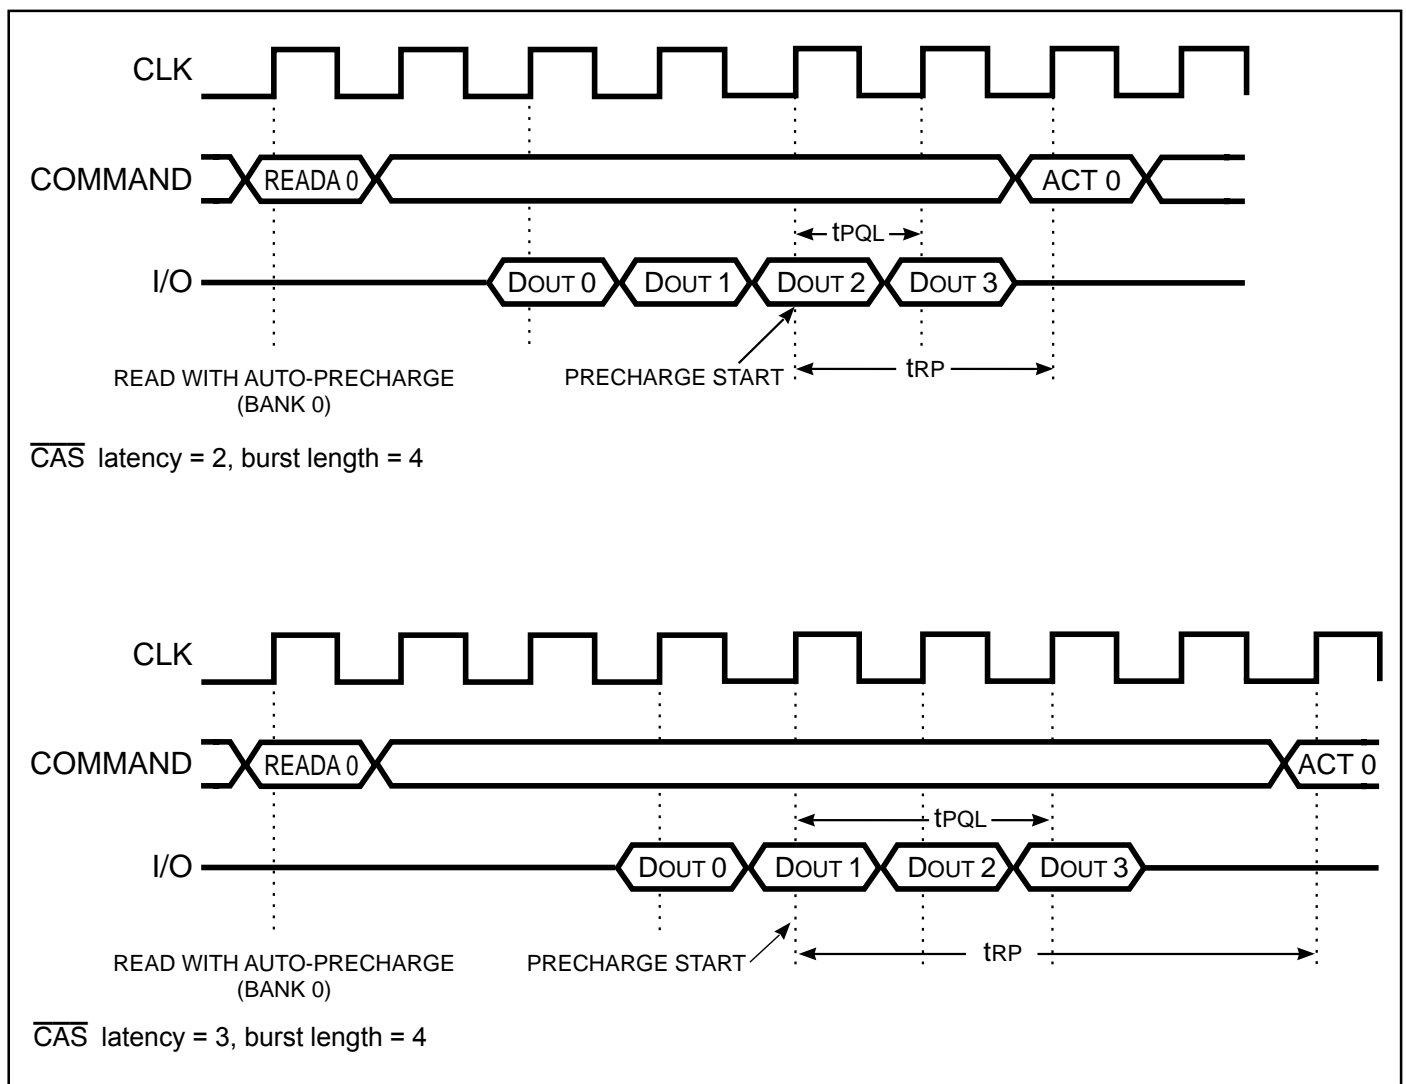 CLK
COMMAND READA 0 ACT 0
tPQL
I/O DOUT 0 DOUT 1 DOUT 2 DOUT 3
READ WITH AUTO-PRECHARGE
(BANK 0)
PRECHARGE START
tRP
CAS latency = 2, burst length = 4
CLK
COMMAND READA 0 ACT 0
tPQL
I/O DOUT 0 DOUT 1 DOUT 2 DOUT 3
READ WITH AUTO-PRECHARGE
(BANK 0)
PRECHARGE START
tRP
CAS latency = 3, burst length = 4